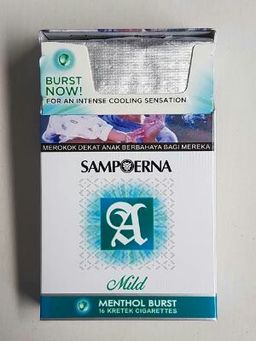 BURST
NOW!
FOR AN INTENSE COOLING SENSATION
MEROKOK DEKAT ANAK BERBAHAYA BAGI MEREKA
SAMPOERNA
A
Mild
MENTHOL BURST
16 KRETEK CIGARETTES